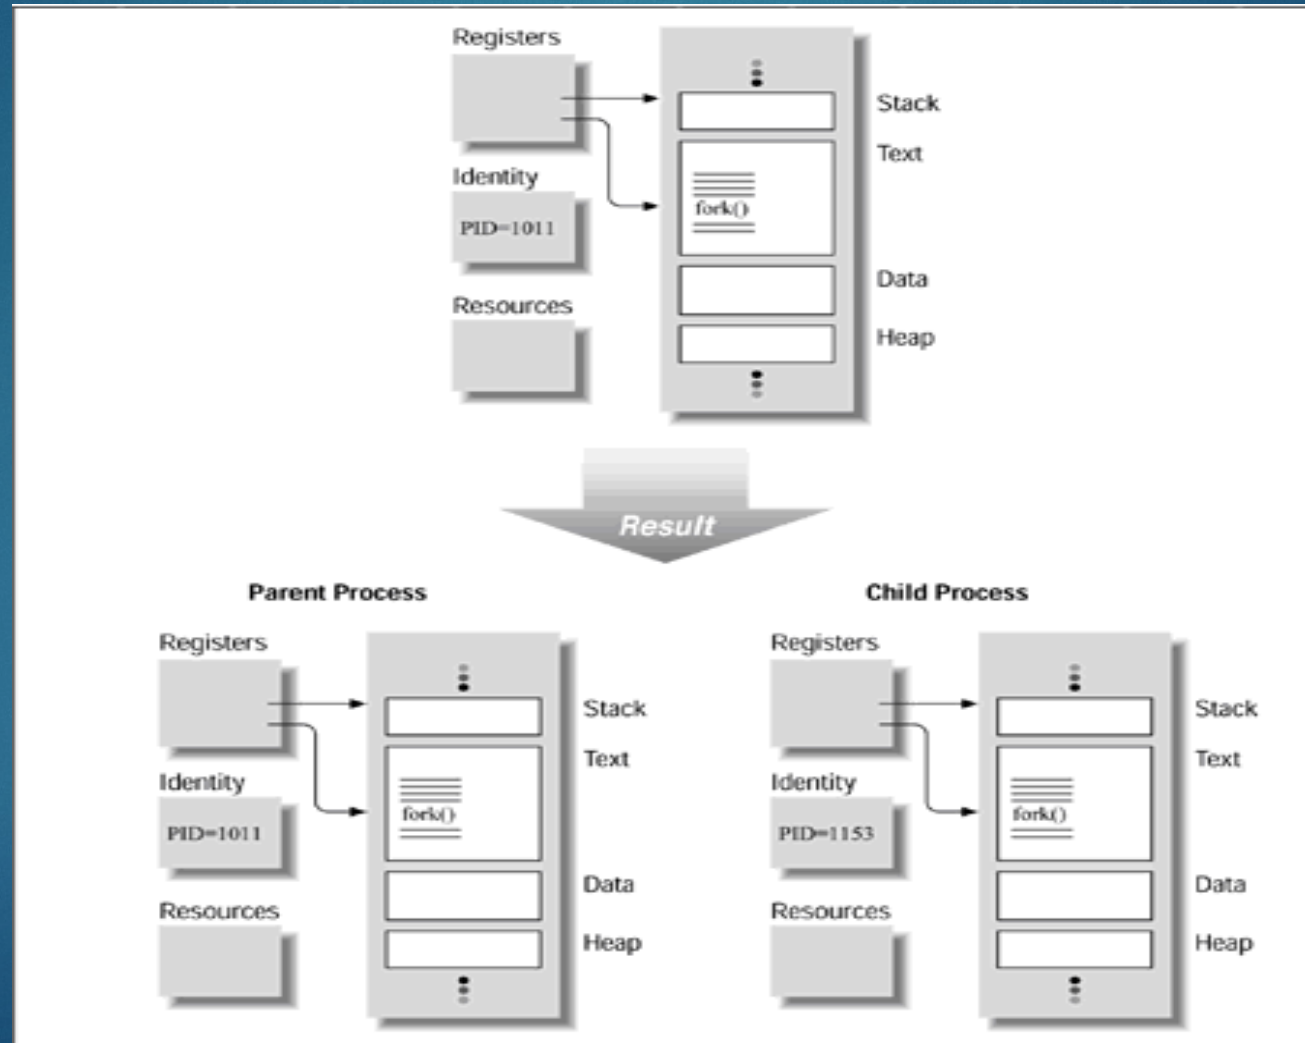 Registers
Stack
Text
fork()
Identity
PID=1011
Data
Resources
Heap
Result
Parent Process
Registers
Stack
Text
Identity
fork()
PID=1011
Data
Resources
Heap
Child Process
Registers
Stack
Text
Identity
fork()
PID=1153
Data
Resources
Heap